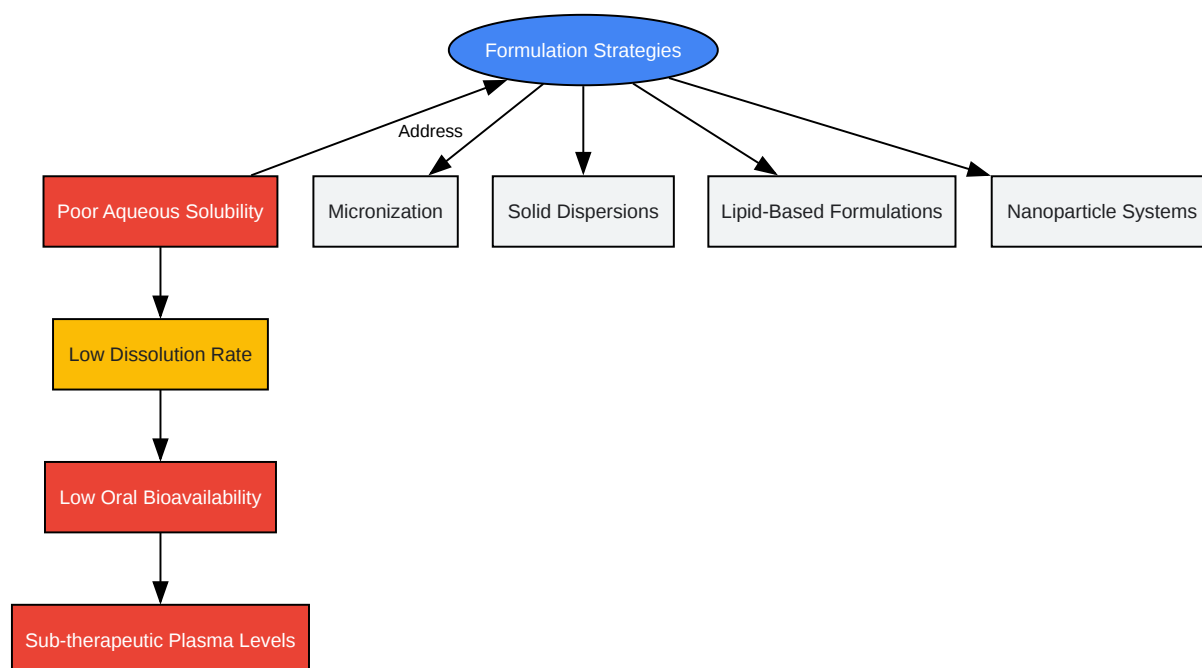 Formulation Strategies
Address
Poor Aqueous Solubility
Micronization
Solid Dispersions
Lipid-Based Formulations
Nanoparticle Systems
Low Dissolution Rate
Low Oral Bioavailability
Sub-therapeutic Plasma Levels